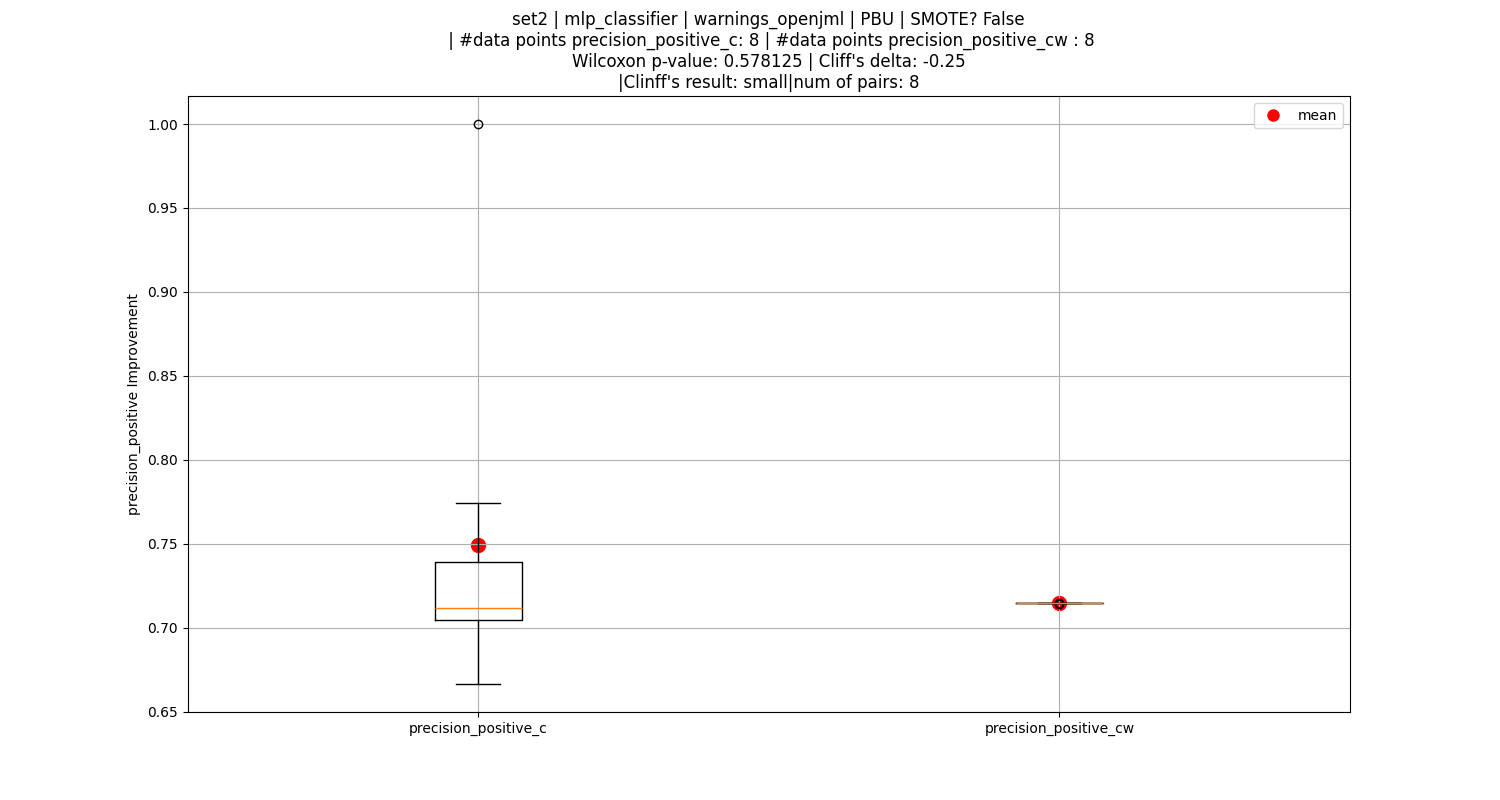 set2 | mlp_classifier | warnings_openjml | PBU | SMOTE? False
| #data points precision_positive_c: 8 | #data points precision_positive_cw : 8
Wilcoxon p-value: 0.578125 | Cliff's delta: -0.25
|Clinff's result: small|num of pairs: 8
mean
1.00
0.95
0.90
0.85
0.80
0.75
0.70
0.65
precision_positive Improvement
precision_positive_c
precision_positive_cw